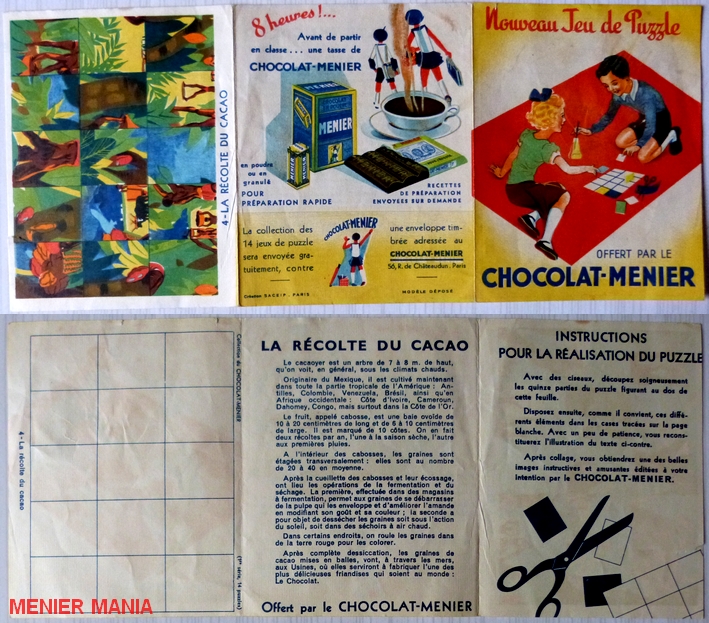 4 - LA RÉCOLTE DU CACAO
8 heures!...
Avant de partir
en classe... une tasse de
CHOCOLAT-MENIER
MENIER
MENIER
en poudre
ou en
granulé
POUR
PRÉPARATION RAPIDE
RECETTES
DE PRÉPARATION
ENVOYÉES SUR DEMANDE
La collection des
14 jeux de puzzle
sera envoyée gra-
tuitement, contre
CHOCOLAT-MENIER
une enveloppe tim-
brée adressée au
CHOCOLAT-MENIER
56, R. de Châteaudun. Paris
Création SACEIP. PARIS
MODÈLE DÉPOSÉ
Nouveau Jeu de Puzzle
OFFERT PAR LE
CHOCOLAT-MENIER
4 - La récolte du cacao
Collection du CHOCOLAT-MENIER
LA RÉCOLTE DU CACAO
Le cacaoyer est un arbre de 7 à 8 m. de haut,
qu'on voit, en général, sous les climats chauds.
Originaire du Mexique, il est cultivé maintenant
dans toute la partie tropicale de l'Amérique : An-
tilles, Colombie, Venezuela, Brésil, ainsi qu'en
Afrique occidentale : Côte d'Ivoire, Cameroun,
Dahomey, Congo, mais surtout dans la Côte de l'Or.
Le fruit, appelé cabosse, est une baie ovoïde de
10 à 20 centimètres de long et de 6 à 10 centimètres
de large. Il est marqué de 10 côtes. On en fait
deux récoltes par an, l'une à la saison sèche, l'autre
aux premières pluies.
A l'intérieur des cabosses, les graines sont
étagées transversalement : elles sont au nombre
de 20 à 40 en moyenne.
Après la cueillette des cabosses et leur écossage,
ont lieu les opérations de la fermentation et du
séchage. La première, effectuée dans des magasins
à fermentation, permet aux graines de se débarrasser
de la pulpe qui les enveloppe et d'améliorer l'amande
en modifiant son goût et sa couleur ; la seconde a
pour objet de dessécher les graines soit sous l'action
du soleil, soit dans des séchoirs à air chaud.
Dans certains endroits, on roule les graines dans
de la terre rouge pour les colorer.
Après complète dessiccation, les graines de
cacao mises en balles, vont, à travers les mers,
aux Usines, où elles serviront à fabriquer l'une des
plus délicieuses friandises qui soient au monde :
Le Chocolat.
Offert par le CHOCOLAT-MENIER
INSTRUCTIONS
POUR LA RÉALISATION DU PUZZLE
Avec des ciseaux, découpez soigneusement
les quinze parties du puzzle figurant au dos de
cette feuille.
Disposez ensuite, comme il convient, ces diffé-
rents éléments dans les cases tracées sur la page
blanche. Avec un peu de patience, vous recons-
tituerez l'illustration du texte ci-contre.
Après collage, vous obtiendrez une des belles
images instructives et amusantes éditées à votre
intention par le CHOCOLAT-MENIER.
MENIER MANIA